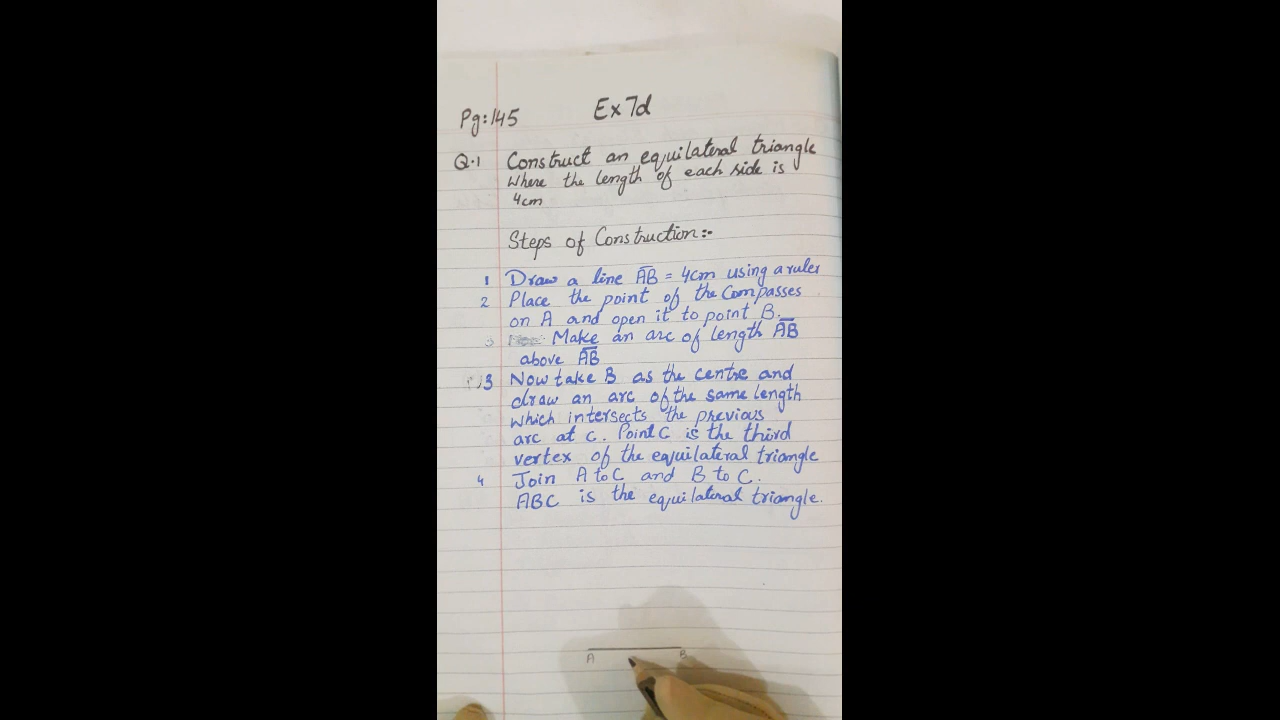 Pg:145 Ex 7d
Q.1 Construct an equilateral triangle
Where the length of each side is
4cm
Steps of Construction:-
1 Draw a line A̅B̅ = 4cm using a ruler
2 Place the point of the Compasses
on A and open it to point B.
Make an arc of length A̅B̅
above A̅B̅
3 Now take B as the centre and
draw an arc of the same length
which intersects the previous
arc at C. Point C is the third
vertex of the equilateral triangle
4 Join A to C and B to C.
ABC is the equilateral triangle.
A B